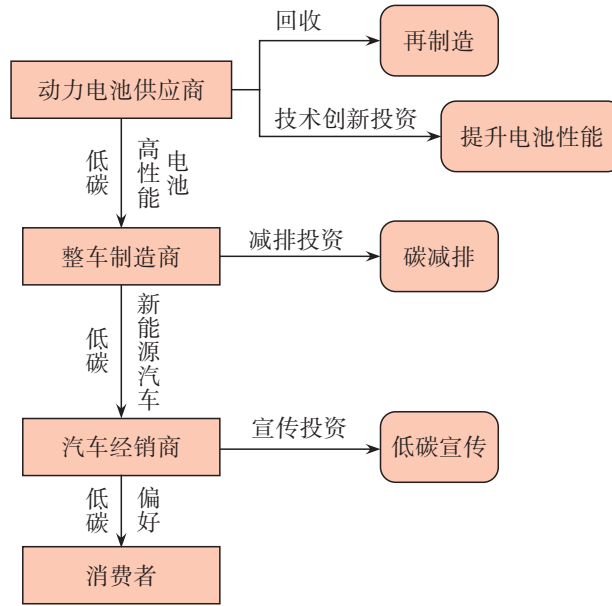 回收
再制造
动力电池供应商
技术创新投资
提升电池性能
低碳
高性能
电池
整车制造商
减排投资
碳减排
低碳
新能源汽车
汽车经销商
宣传投资
低碳宣传
低碳
偏好
消费者